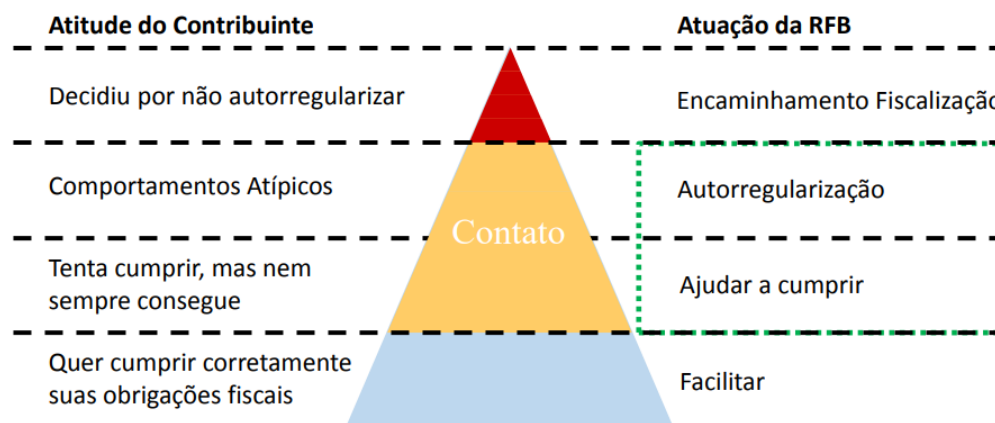 Atitude do Contribuinte
Atuação da RFB
Decidiu por não autorregularizar
Encaminhamento Fiscalização
Comportamentos Atípicos
Autorregularização
Contato
Tenta cumprir, mas nem
sempre consegue
Ajudar a cumprir
Quer cumprir corretamente
suas obrigações fiscais
Facilitar